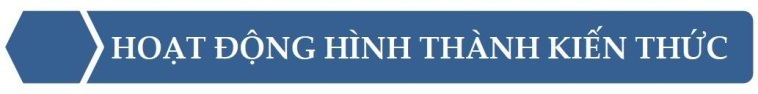 HOẠT ĐỘNG HÌNH THÀNH KIẾN THỨC